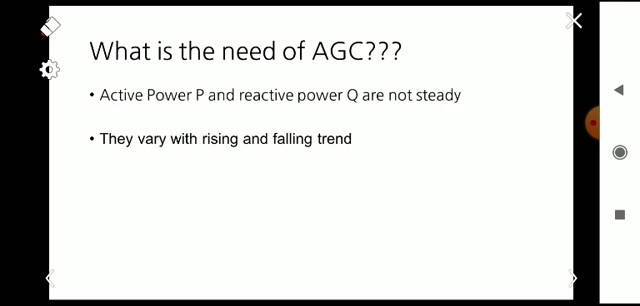 What is the need of AGC???
• Active Power P and reactive power Q are not steady
• They vary with rising and falling trend